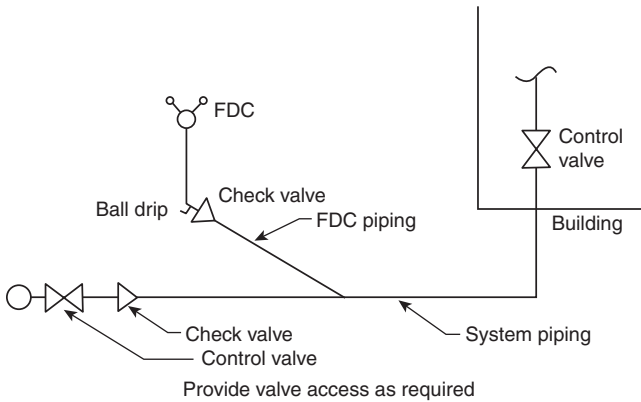 FDC
Control
valve
Check valve
Ball drip
FDC piping
Building
Check valve
System piping
Control valve
Provide valve access as required